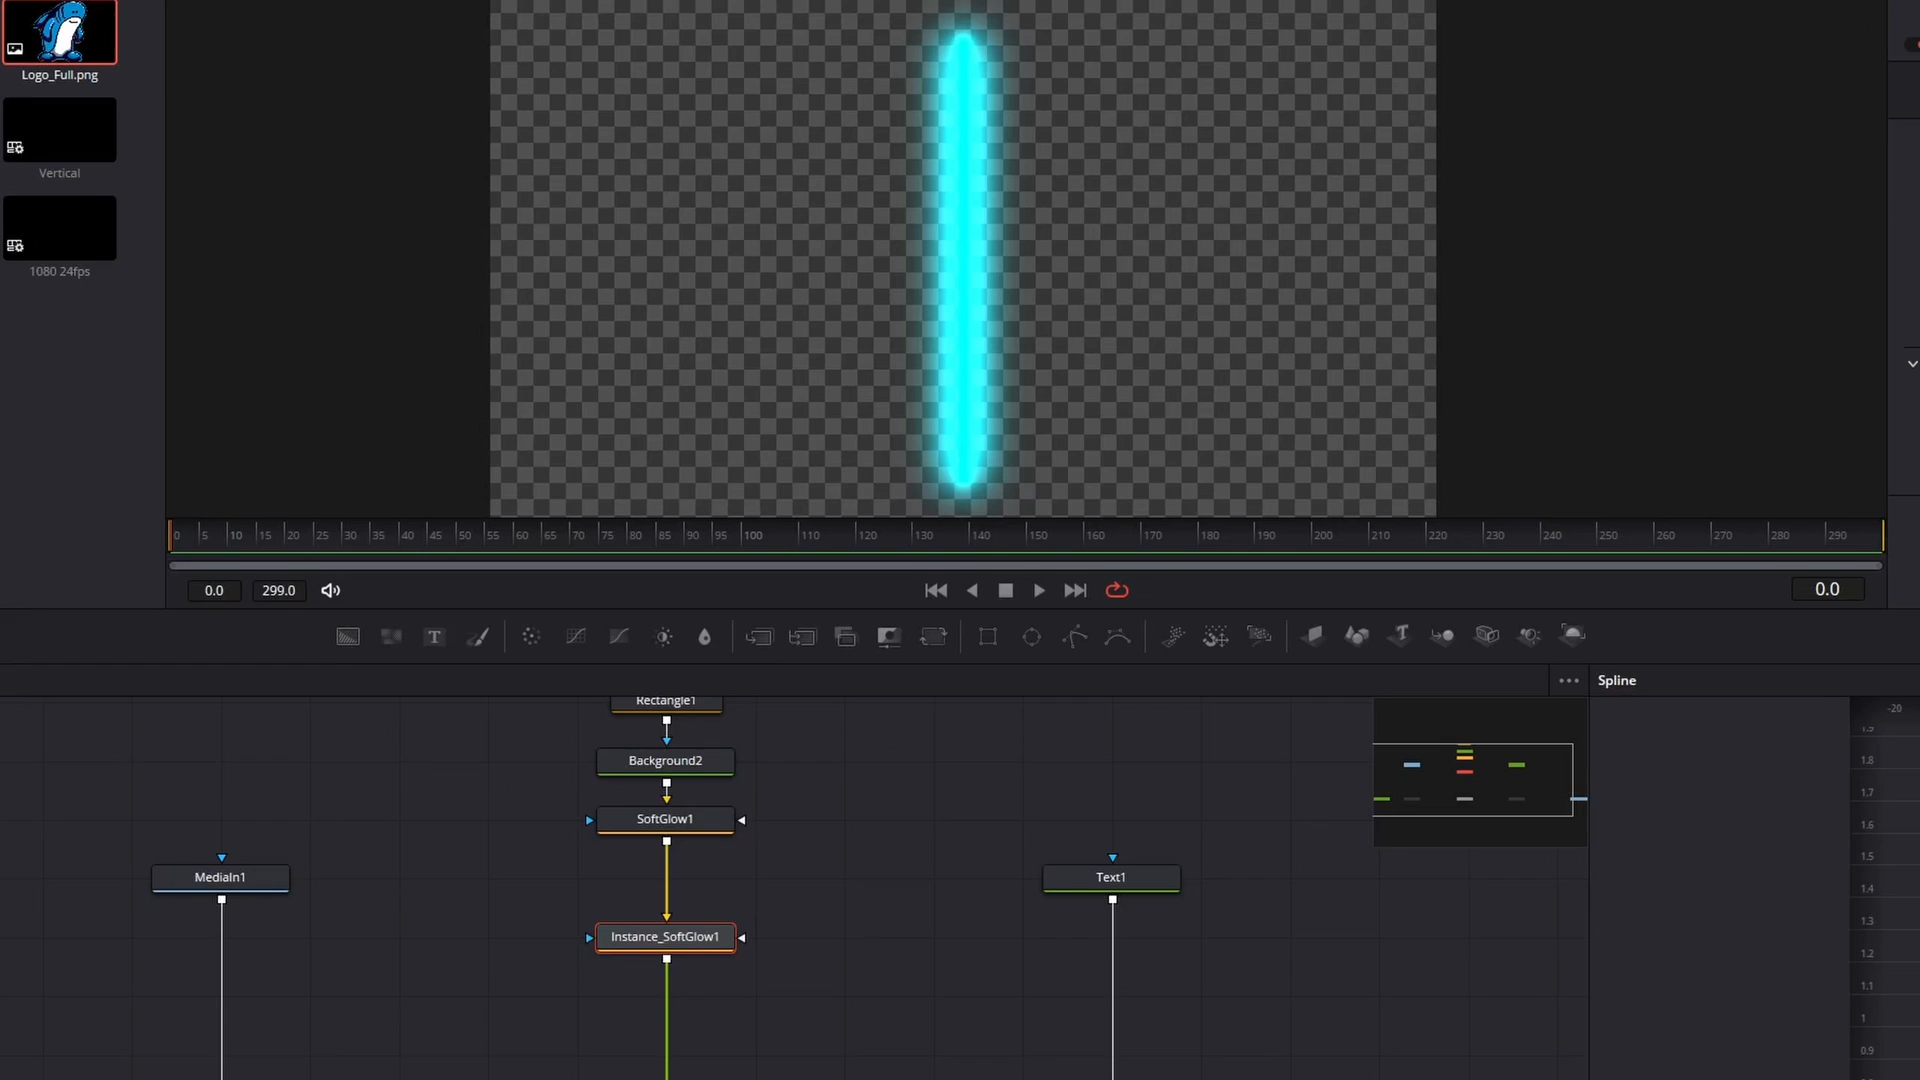 Logo_Full.png
Vertical
1080 24fps
0 5 10 15 20 25 30 35 40 45 50 55 60 65 70 75 80 85 90 95 100 110 120 130 140 150 160 170 180 190 200 210 220 230 240 250 260 270 280 290
0.0 299.0 0.0
T
T
Spline
Rectangle1
-20
1.9
Background2
1.8
1.7
SoftGlow1
1.6
1.5
MediaIn1
Text1
1.4
1.3
Instance_SoftGlow1
1.2
1.1
1
0.9